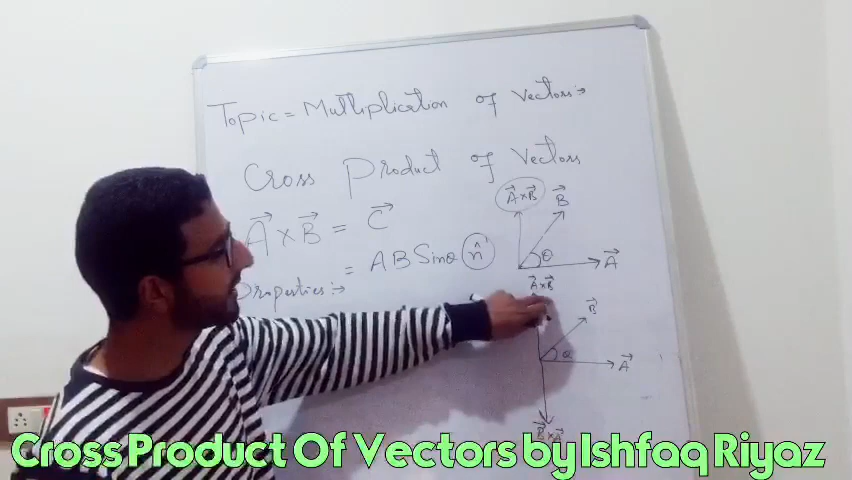 Topic = Multiplication of Vectors:→
Cross Product of Vectors
A⃗ x B⃗ = C⃗
= A B Sinθ n̂
Properties:→
A⃗ x B⃗
B⃗
θ
A⃗
A⃗ x B⃗
B⃗
θ
A⃗
B⃗ x A⃗
Cross Product Of Vectors by Ishfaq Riyaz